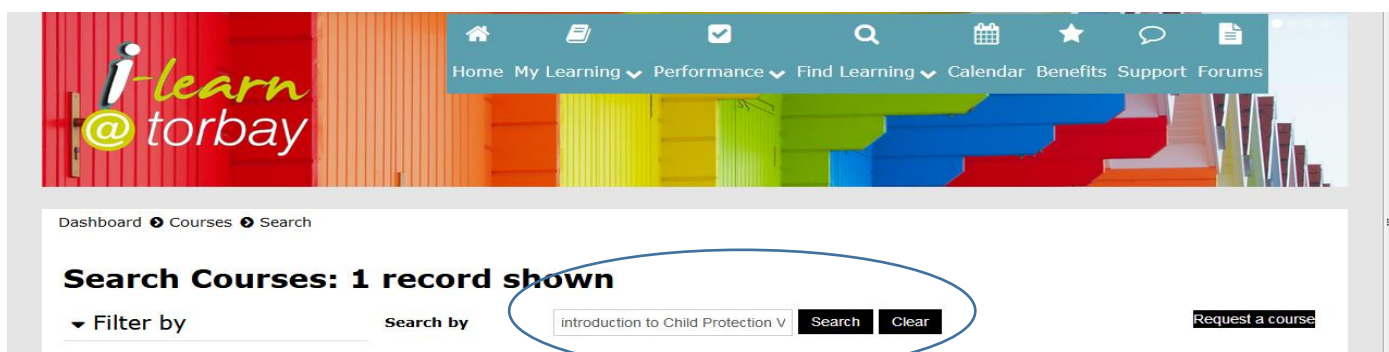 i-learn
@ torbay
Home My Learning Performance Find Learning Calendar Benefits Support Forums
Dashboard Courses Search
Search Courses: 1 record shown
Filter by
Search by
introduction to Child Protection V
Search
Clear
Request a course